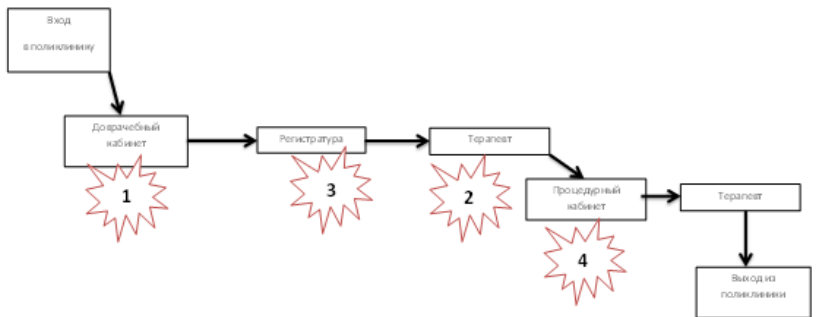 Вход
в поликлинику
Доврачебный
кабинет
Регистратура
Терапевт
1
3
2
Процедурный
кабинет
Терапевт
4
Выход из
поликлиники